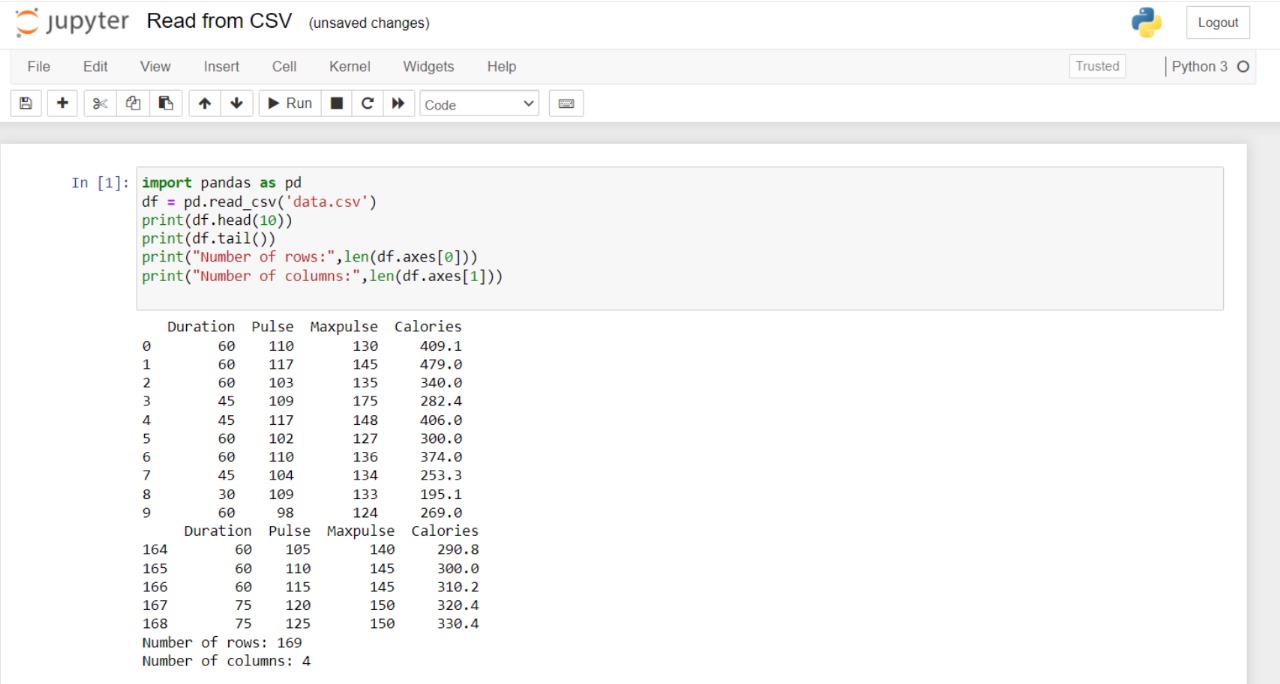 jupyter Read from CSV (unsaved changes) Logout
File Edit View Insert Cell Kernel Widgets Help Trusted Python 3
Run Code
In [1]: import pandas as pd
df = pd.read_csv('data.csv')
print(df.head(10))
print(df.tail())
print("Number of rows:",len(df.axes[0]))
print("Number of columns:",len(df.axes[1]))
Duration Pulse Maxpulse Calories
0 60 110 130 409.1
1 60 117 145 479.0
2 60 103 135 340.0
3 45 109 175 282.4
4 45 117 148 406.0
5 60 102 127 300.0
6 60 110 136 374.0
7 45 104 134 253.3
8 30 109 133 195.1
9 60 98 124 269.0
Duration Pulse Maxpulse Calories
164 60 105 140 290.8
165 60 110 145 300.0
166 60 115 145 310.2
167 75 120 150 320.4
168 75 125 150 330.4
Number of rows: 169
Number of columns: 4